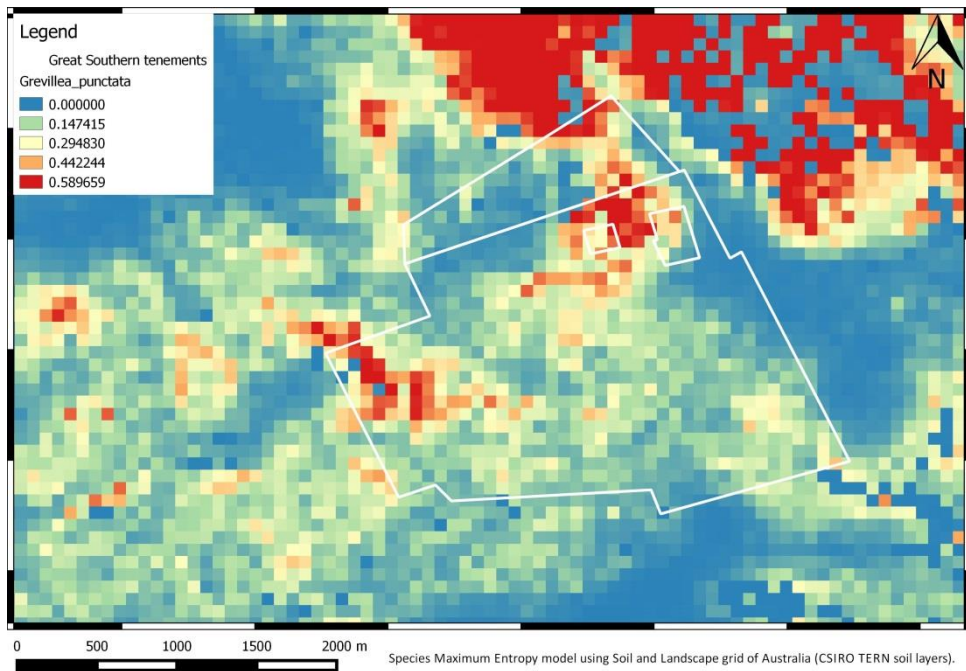 Legend
Great Southern tenements
Grevillea_punctata
0.000000
0.147415
0.294830
0.442244
0.589659
N
0 500 1000 1500 2000 m
Species Maximum Entropy model using Soil and Landscape grid of Australia (CSIRO TERN soil layers).